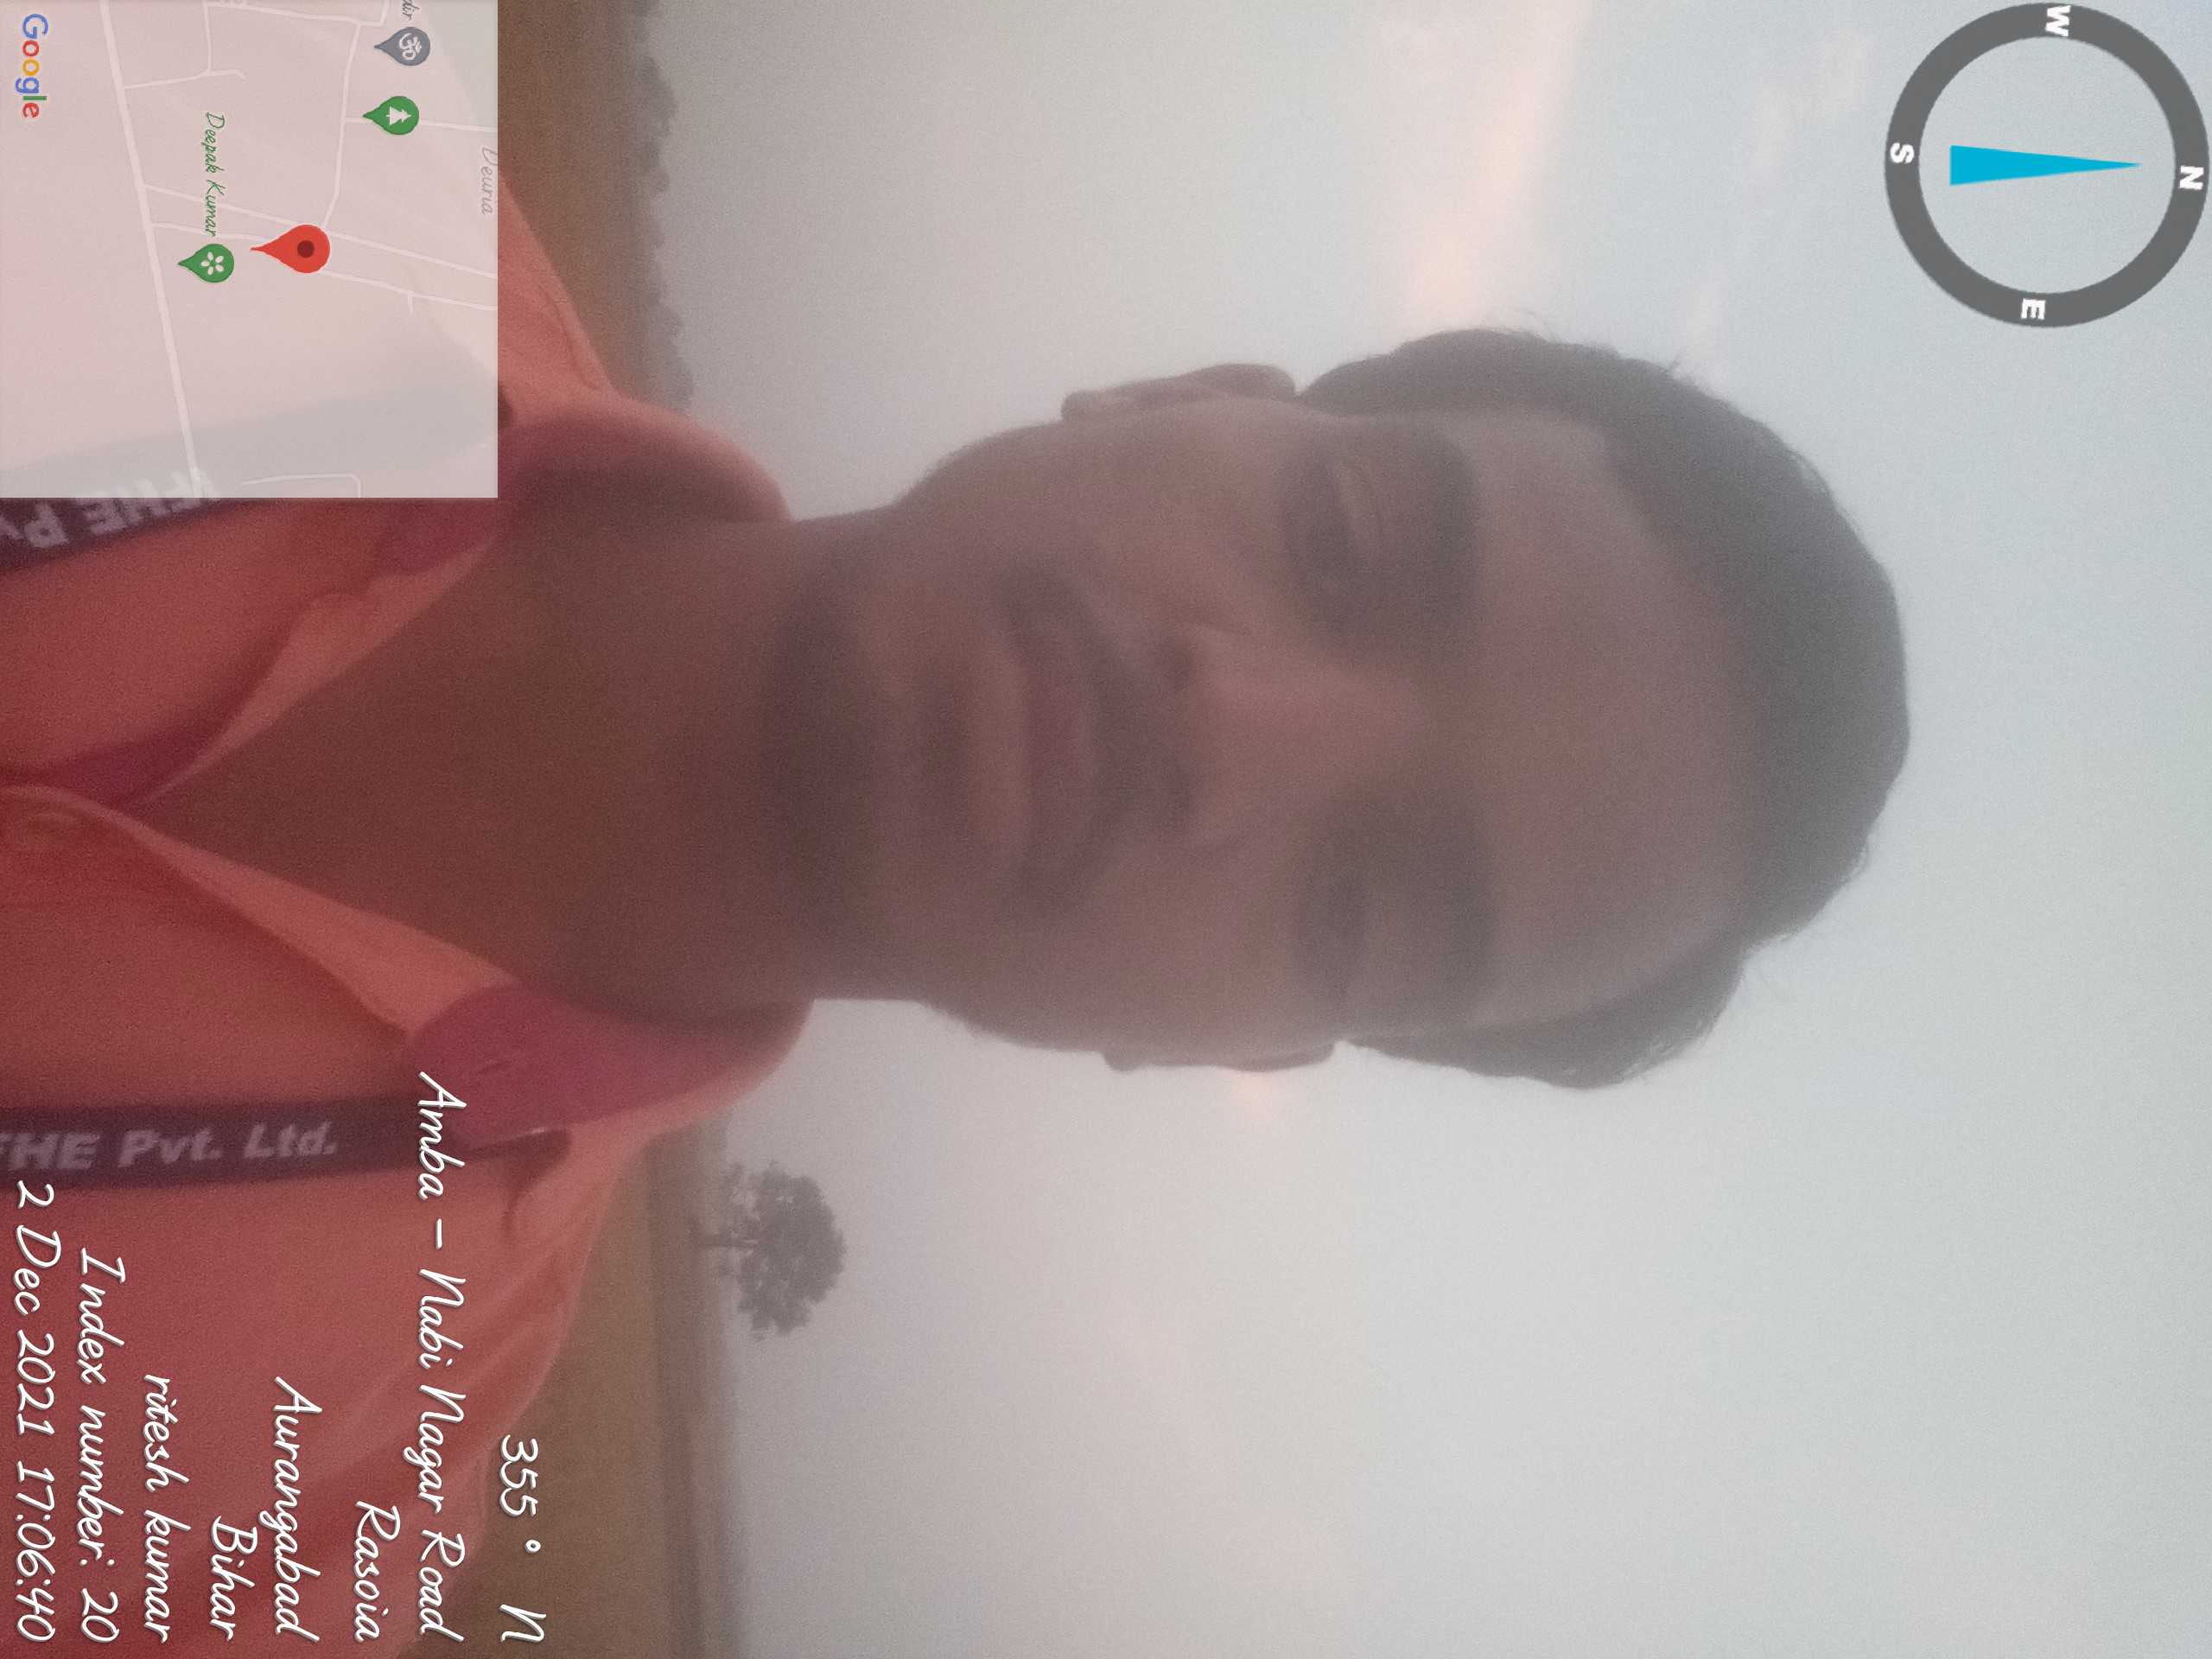 W
N
S
E
Deuria
Deepak Kumar
Google
THE Pvt. Ltd.
355 ° N
Amba - Nabi Nagar Road
Rasoia
Aurangabad
Bihar
ritesh kumar
Index number: 20
2 Dec 2021 17:06:40